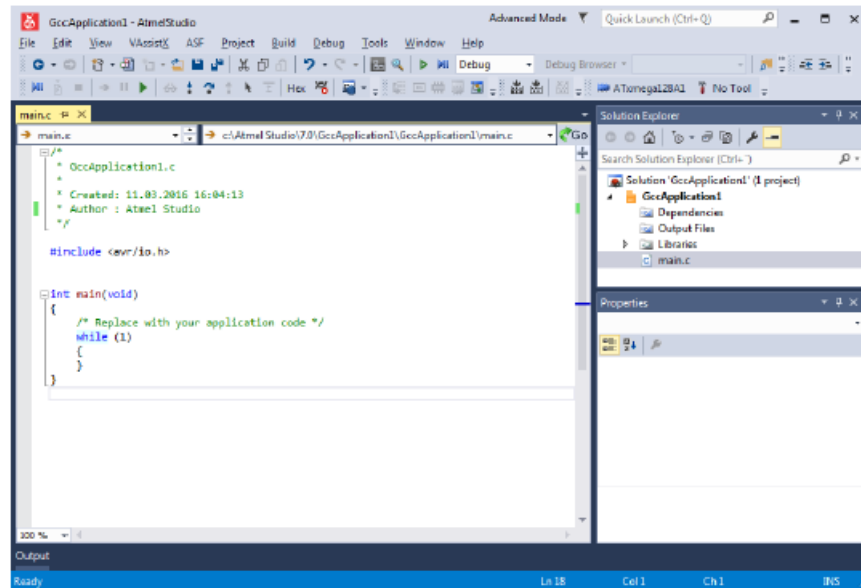 GccApplication1 - AtmelStudio
Advanced Mode
Quick Launch (Ctrl+Q)
File Edit View VAssistX ASF Project Build Debug Tools Window Help
Debug
Debug Browser
Hex
ATxmega128A1
No Tool
main.c
main.c
c:\Atmel Studio\7.0\GccApplication1\GccApplication1\main.c
Go
/*
* GccApplication1.c
*
* Created: 11.03.2016 16:04:13
* Author : Atmel Studio
*/
#include <avr/io.h>
int main(void)
{
/* Replace with your application code */
while (1)
{
}
}
100 %
Solution Explorer
Search Solution Explorer (Ctrl+¨)
Solution 'GccApplication1' (1 project)
GccApplication1
Dependencies
Output Files
Libraries
main.c
Properties
Output
Ready
Ln 18
Col 1
Ch 1
INS